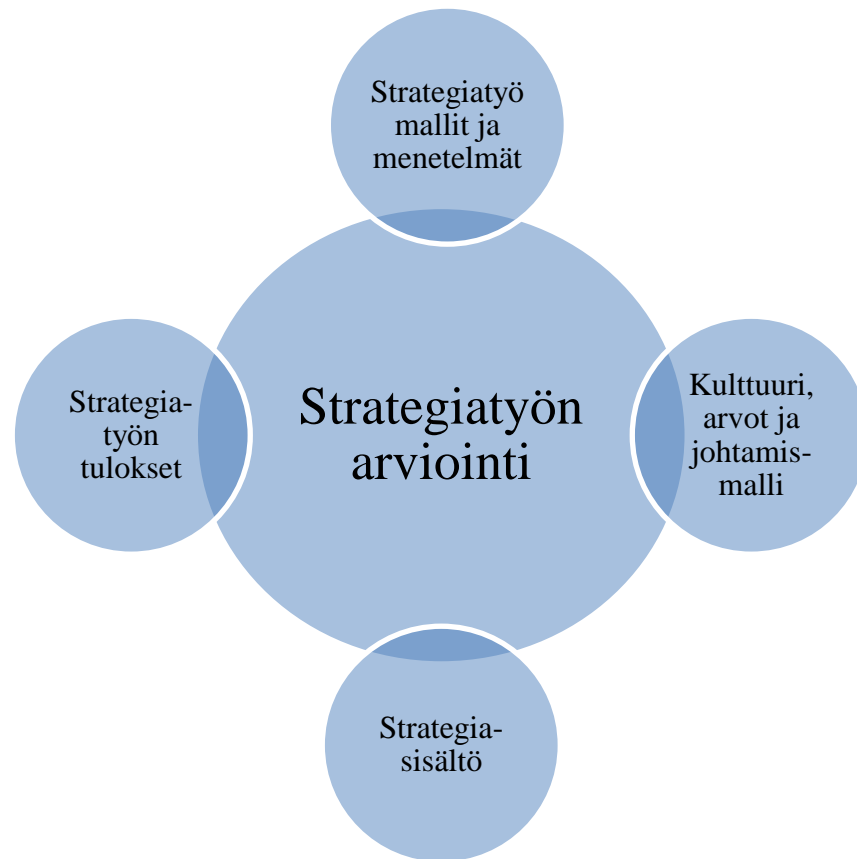 Strategiatyö
mallit ja
menetelmät
Strategia-
työn
tulokset
Strategiatyön
arviointi
Kulttuuri,
arvot ja
johtamis-
malli
Strategia-
sisältö